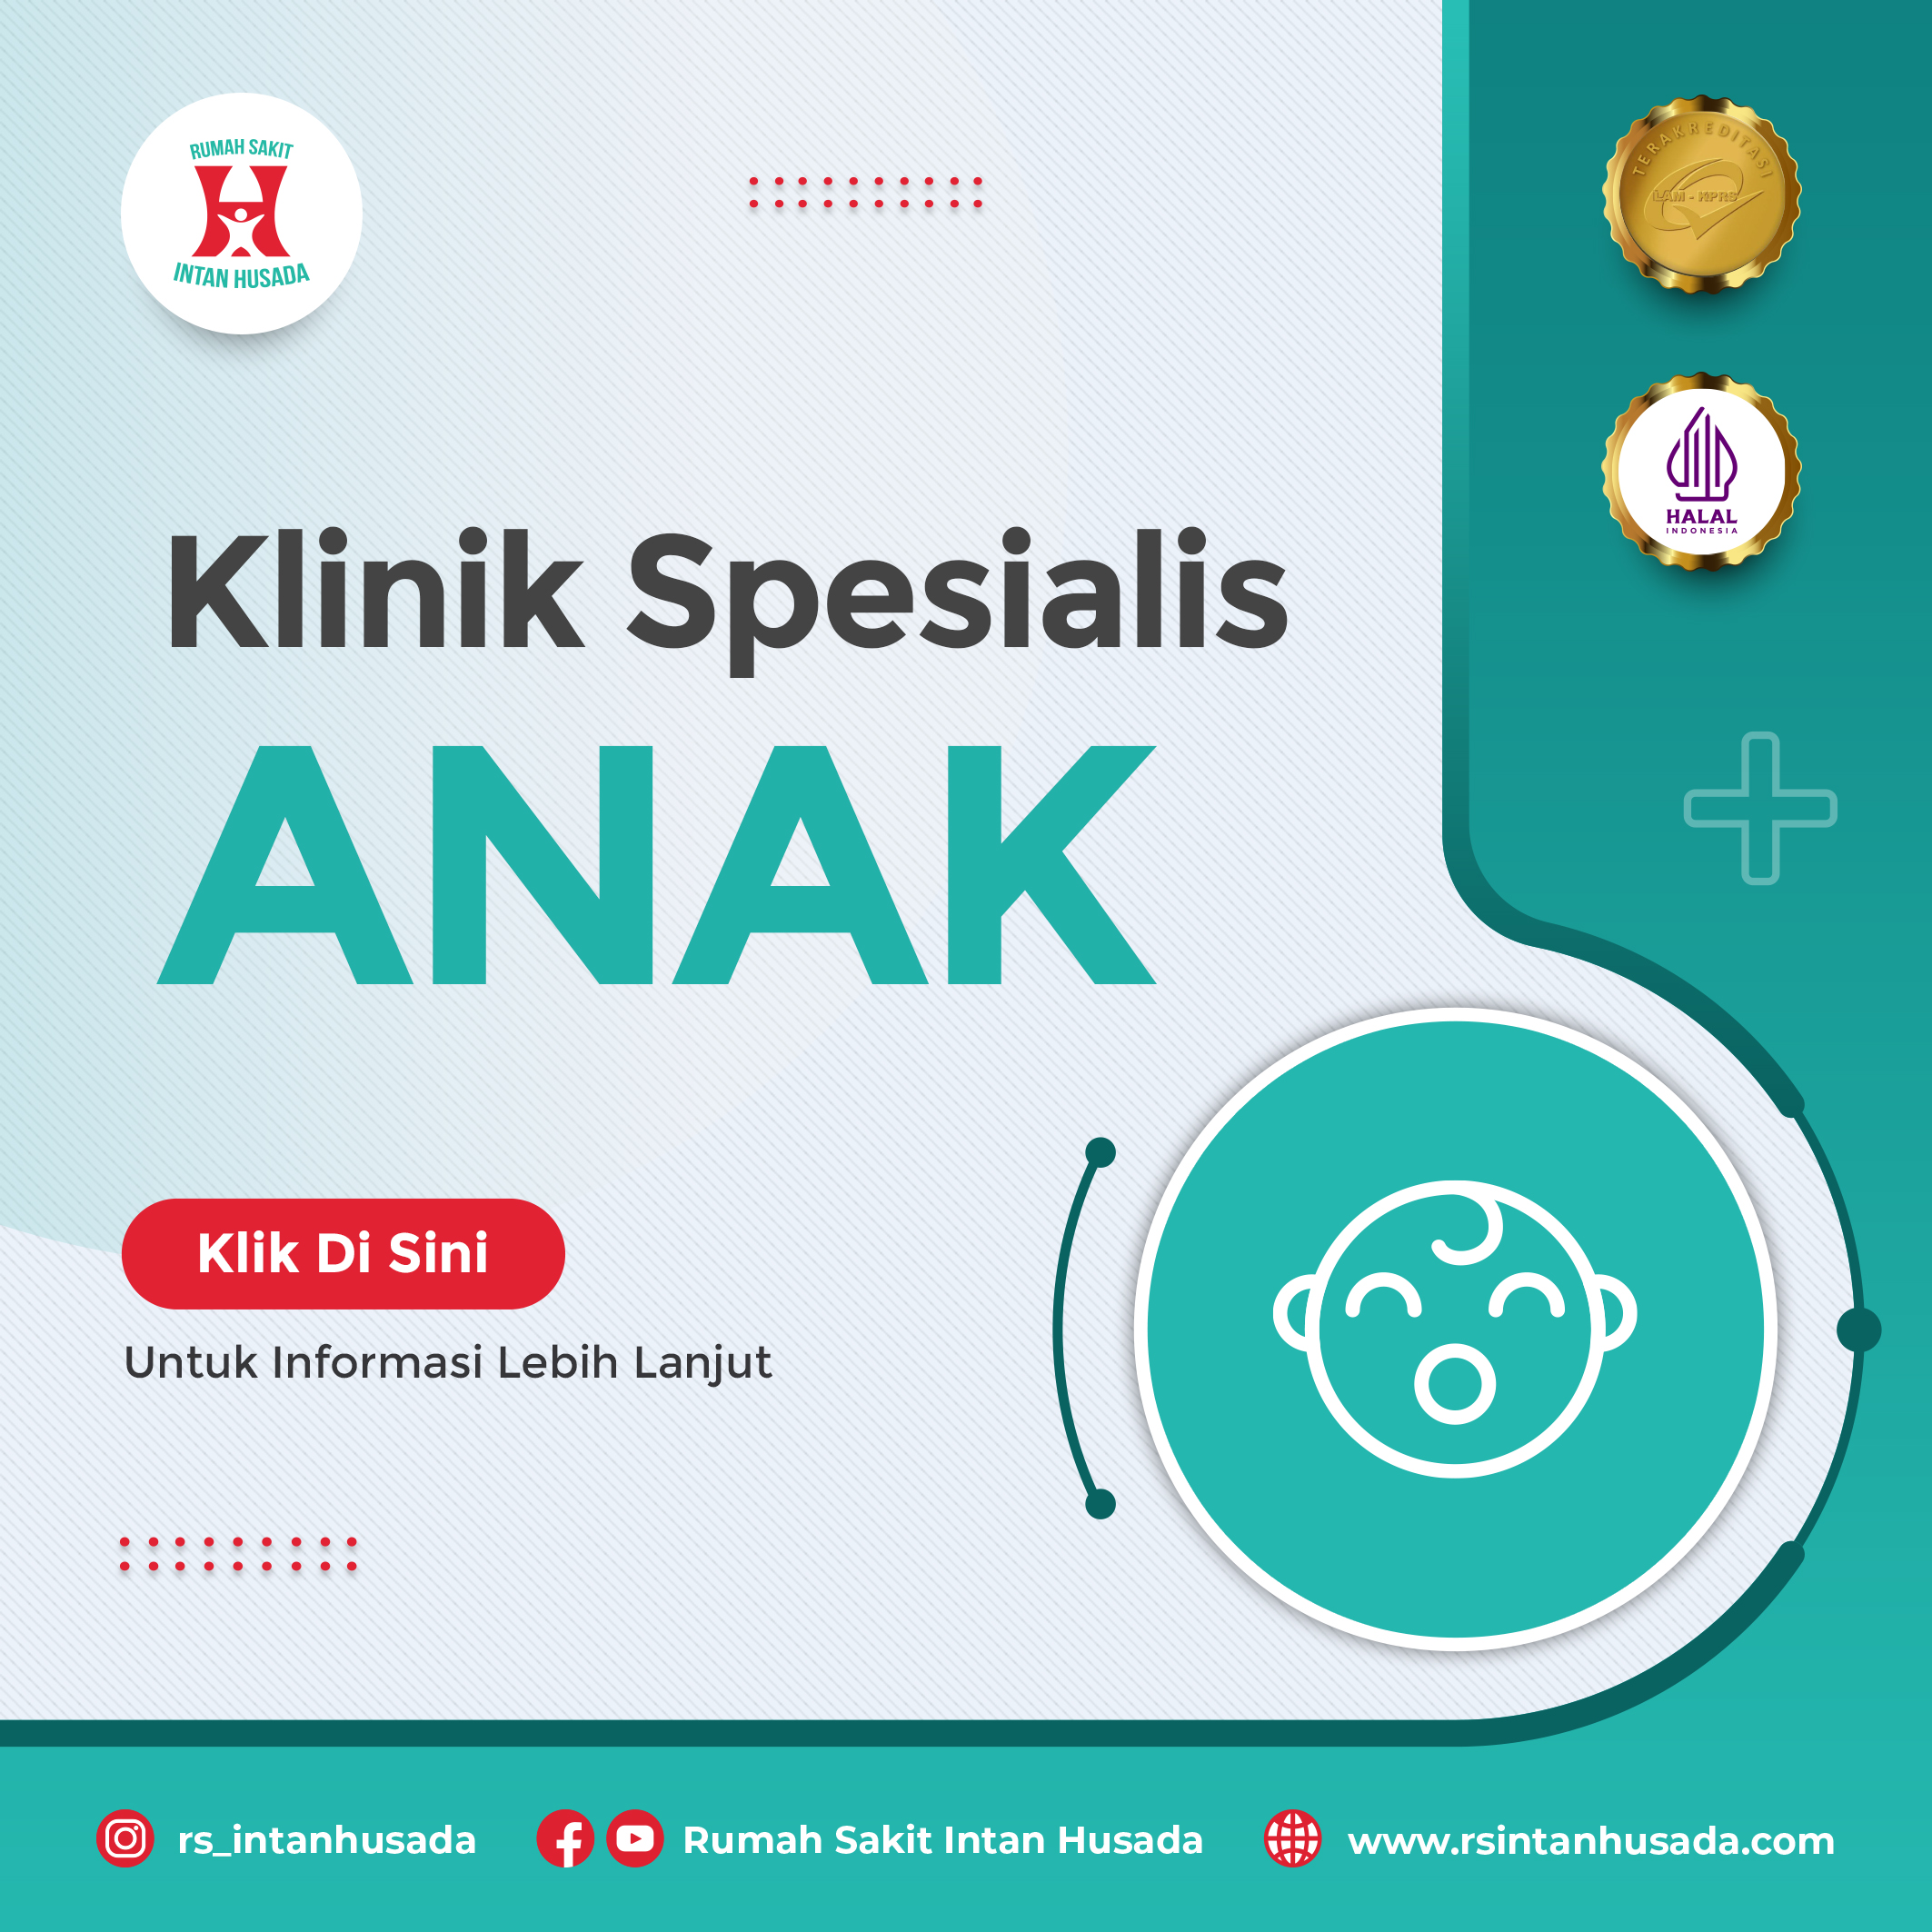 RUMAH SAKIT
INTAN HUSADA
TERAKREDITASI
LAM - KPRS
HALAL
INDONESIA
Klinik Spesialis
ANAK
Klik Di Sini
Untuk Informasi Lebih Lanjut
rs_intanhusada
Rumah Sakit Intan Husada
www.rsintanhusada.com